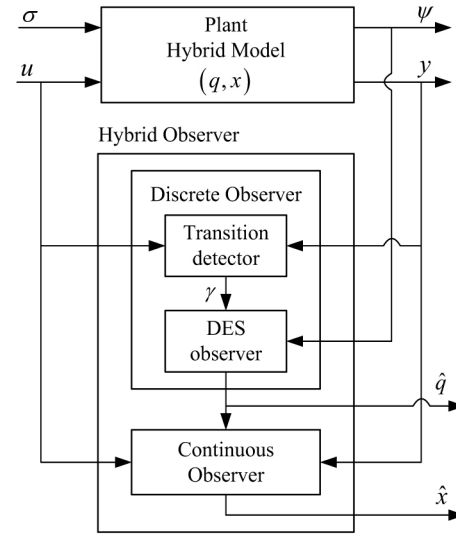 σ
Plant
ψ
Hybrid Model
u
(q, x)
y
Hybrid Observer
Discrete Observer
Transition
detector
γ
DES
observer
q̂
Continuous
Observer
x̂